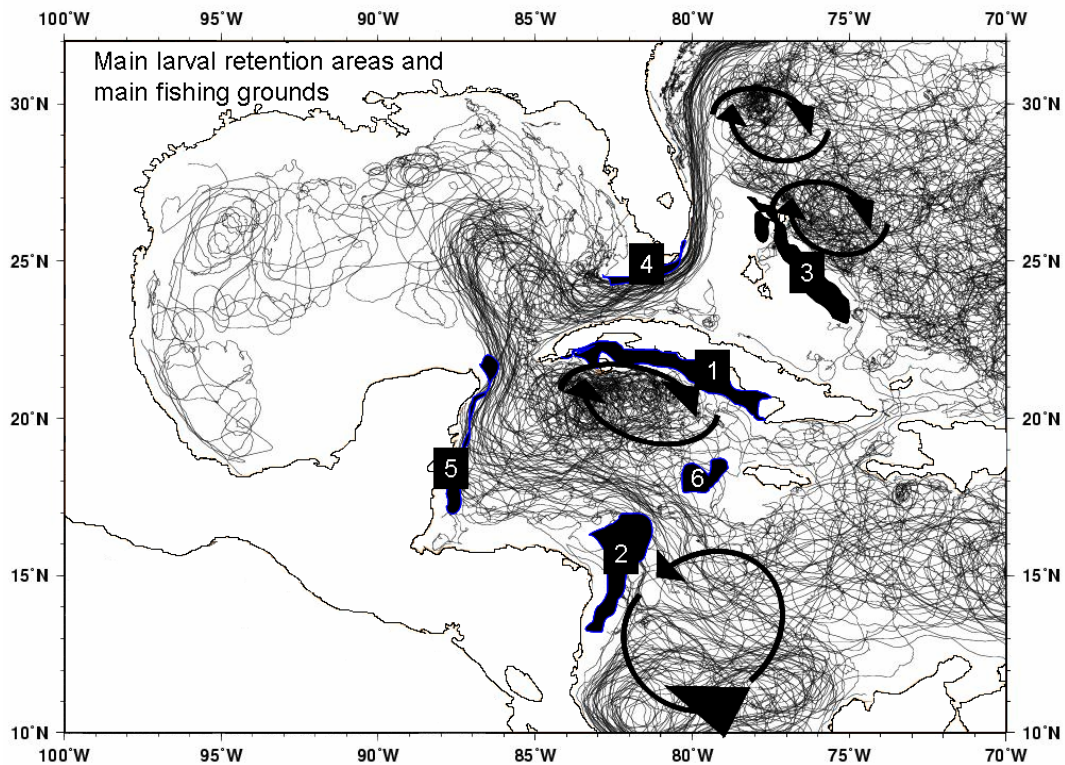 100°W 95°W 90°W 85°W 80°W 75°W 70°W
Main larval retention areas and
main fishing grounds
30°N 30°N
25°N 4 3 25°N
1
20°N 20°N
5 6
2
15°N 15°N
10°N 10°N
100°W 95°W 90°W 85°W 80°W 75°W 70°W